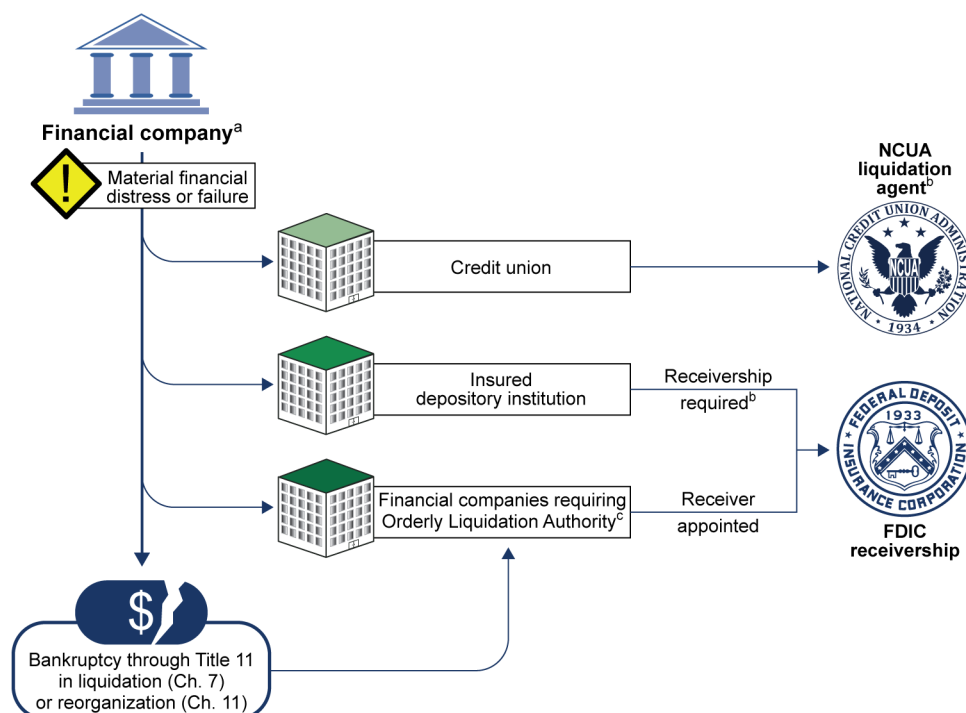 Financial companyᵃ
!
Material financial
distress or failure
Credit union
NCUA
liquidation
agentᵇ
NATIONAL CREDIT UNION ADMINISTRATION
NCUA
1934
Insured
depository institution
Receivership
requiredᵇ
FEDERAL DEPOSIT
1933
INSURANCE CORPORATION
Financial companies requiring
Orderly Liquidation Authorityᶜ
Receiver
appointed
FDIC
receivership
$
Bankruptcy through Title 11
in liquidation (Ch. 7)
or reorganization (Ch. 11)